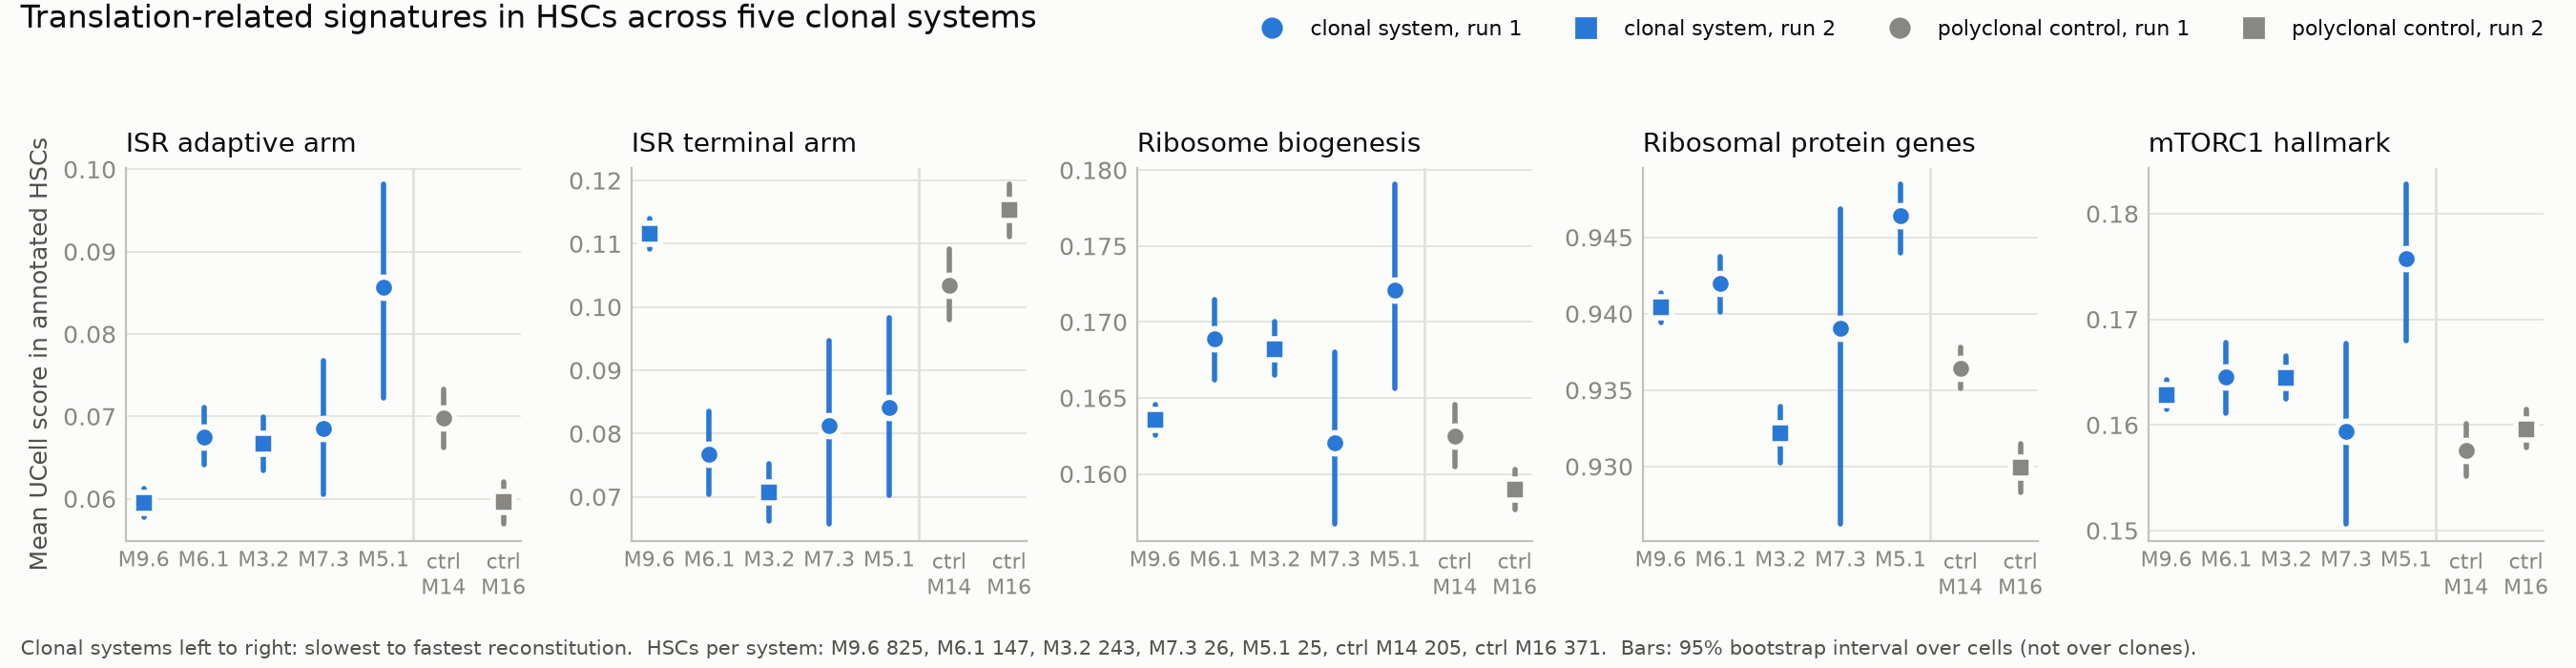 Translation-related signatures in HSCs across five clonal systems
clonal system, run 1
clonal system, run 2
polyclonal control, run 1
polyclonal control, run 2
Mean UCell score in annotated HSCs
ISR adaptive arm
0.10
0.09
0.08
0.07
0.06
M9.6 M6.1 M3.2 M7.3 M5.1 ctrl M14 ctrl M16
ISR terminal arm
0.12
0.11
0.10
0.09
0.08
0.07
M9.6 M6.1 M3.2 M7.3 M5.1 ctrl M14 ctrl M16
Ribosome biogenesis
0.180
0.175
0.170
0.165
0.160
M9.6 M6.1 M3.2 M7.3 M5.1 ctrl M14 ctrl M16
Ribosomal protein genes
0.945
0.940
0.935
0.930
M9.6 M6.1 M3.2 M7.3 M5.1 ctrl M14 ctrl M16
mTORC1 hallmark
0.18
0.17
0.16
0.15
M9.6 M6.1 M3.2 M7.3 M5.1 ctrl M14 ctrl M16
Clonal systems left to right: slowest to fastest reconstitution.  HSCs per system: M9.6 825, M6.1 147, M3.2 243, M7.3 26, M5.1 25, ctrl M14 205, ctrl M16 371.  Bars: 95% bootstrap interval over cells (not over clones).